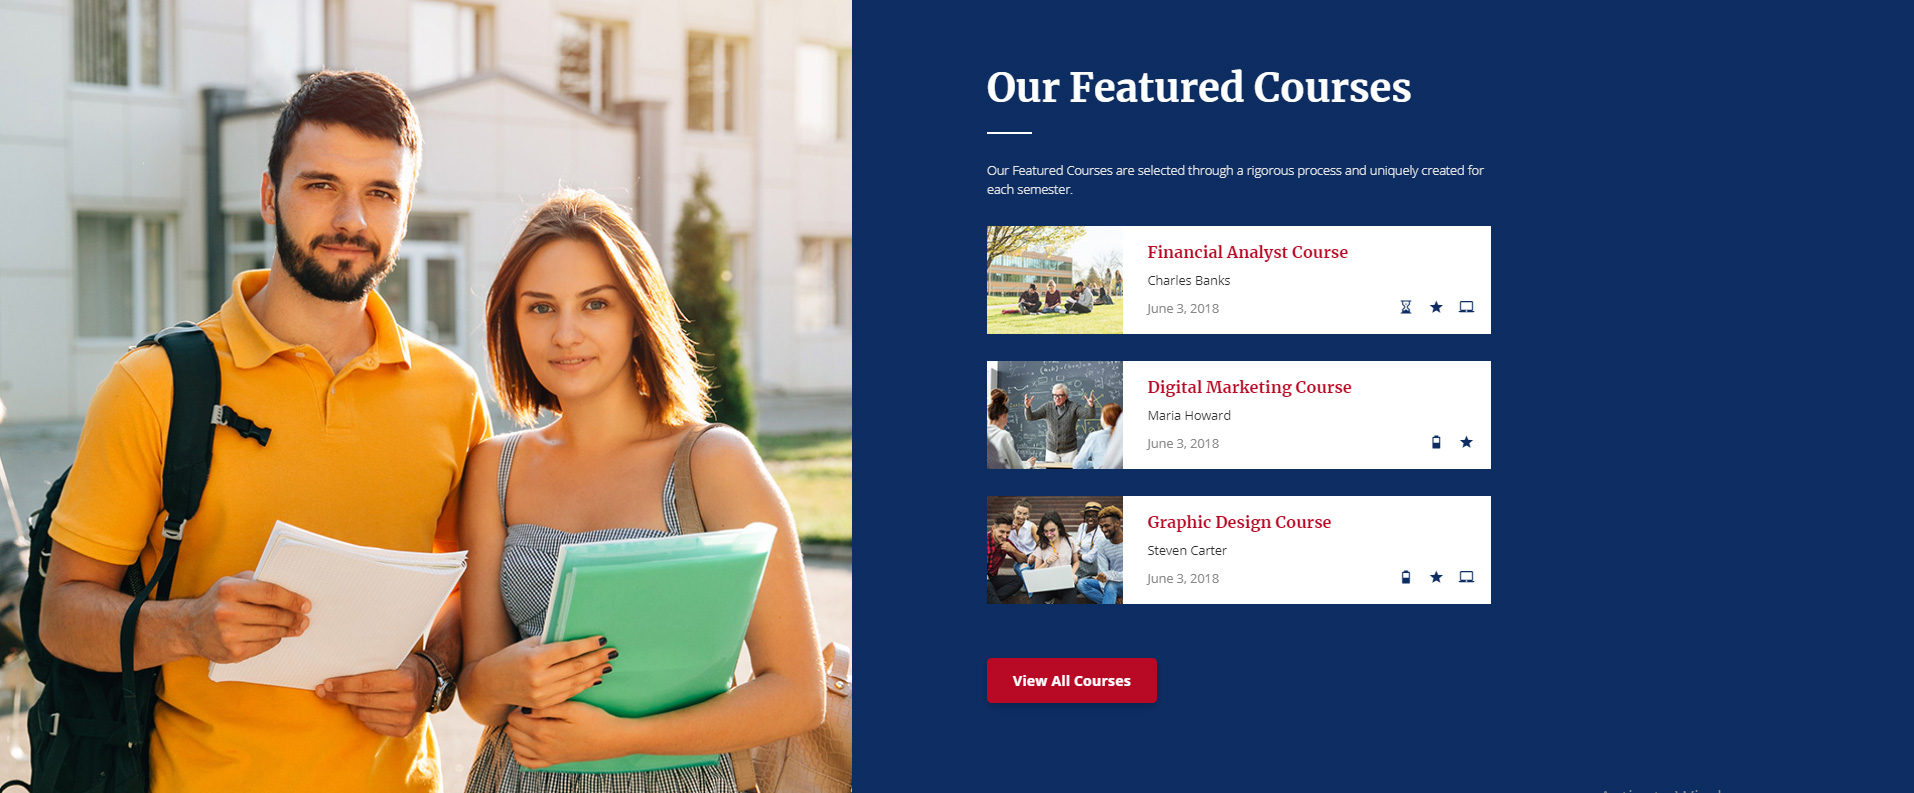 Our Featured Courses
Our Featured Courses are selected through a rigorous process and uniquely created for
each semester.
Financial Analyst Course
Charles Banks
June 3, 2018
Digital Marketing Course
Maria Howard
June 3, 2018
Graphic Design Course
Steven Carter
June 3, 2018
View All Courses